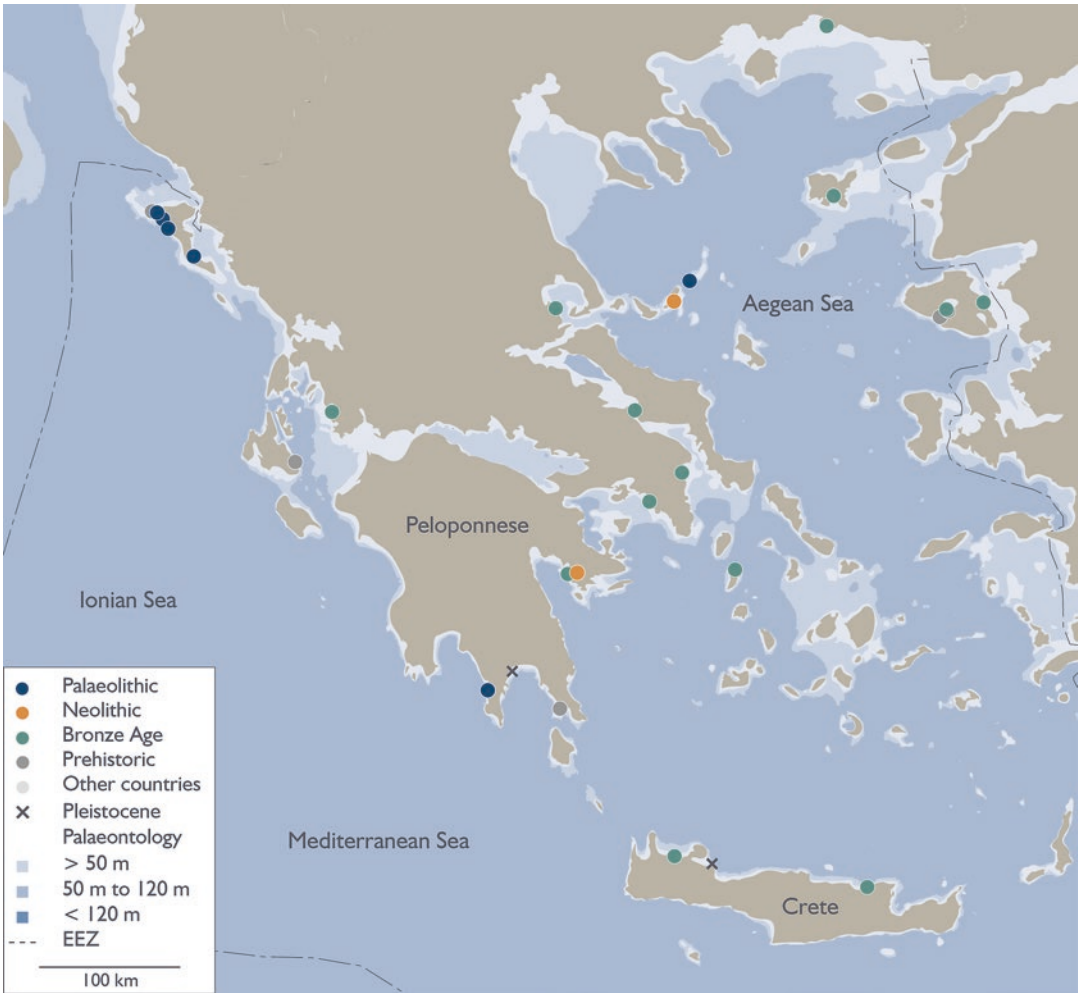 Aegean Sea
Peloponnese
Ionian Sea
Mediterranean Sea
Crete
Palaeolithic
Neolithic
Bronze Age
Prehistoric
Other countries
Pleistocene
Palaeontology
> 50 m
50 m to 120 m
< 120 m
EEZ
100 km